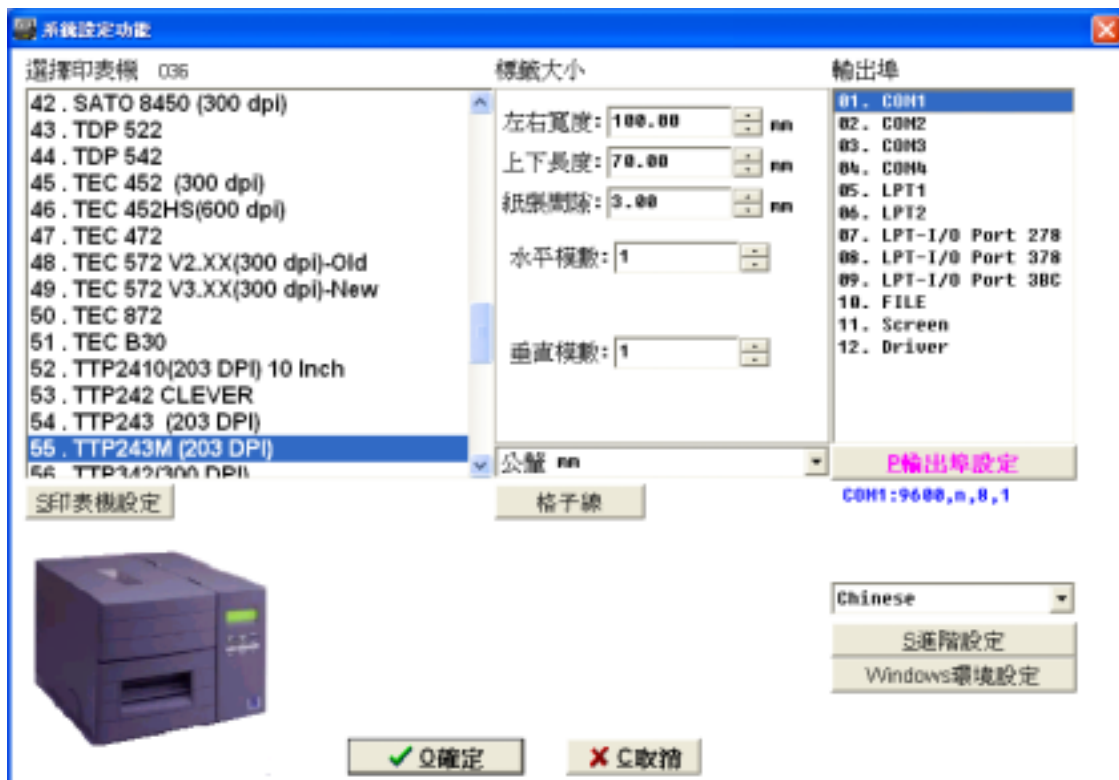 系統設定功能
選擇印表機 036
42 . SATO 8450 (300 dpi)
43 . TDP 522
44 . TDP 542
45 . TEC 452 (300 dpi)
46 . TEC 452HS(600 dpi)
47 . TEC 472
48 . TEC 572 V2.XX(300 dpi)-Old
49 . TEC 572 V3.XX(300 dpi)-New
50 . TEC 872
51 . TEC B30
52 . TTP2410(203 DPI) 10 Inch
53 . TTP242 CLEVER
54 . TTP243 (203 DPI)
55 . TTP243M (203 DPI)
56 . TTP342(300 DPI)
S印表機設定
標籤大小
左右寬度: 100.00 mm
上下長度: 70.00 mm
紙張間隙: 3.00 mm
水平模數: 1
垂直模數: 1
公釐 mm
格子線
輸出埠
01. COM1
02. COM2
03. COM3
04. COM4
05. LPT1
06. LPT2
07. LPT-I/O Port 278
08. LPT-I/O Port 378
09. LPT-I/O Port 3BC
10. FILE
11. Screen
12. Driver
P輸出埠設定
COM1:9600,n,8,1
Chinese
S進階設定
Windows環境設定
O確定
C取消